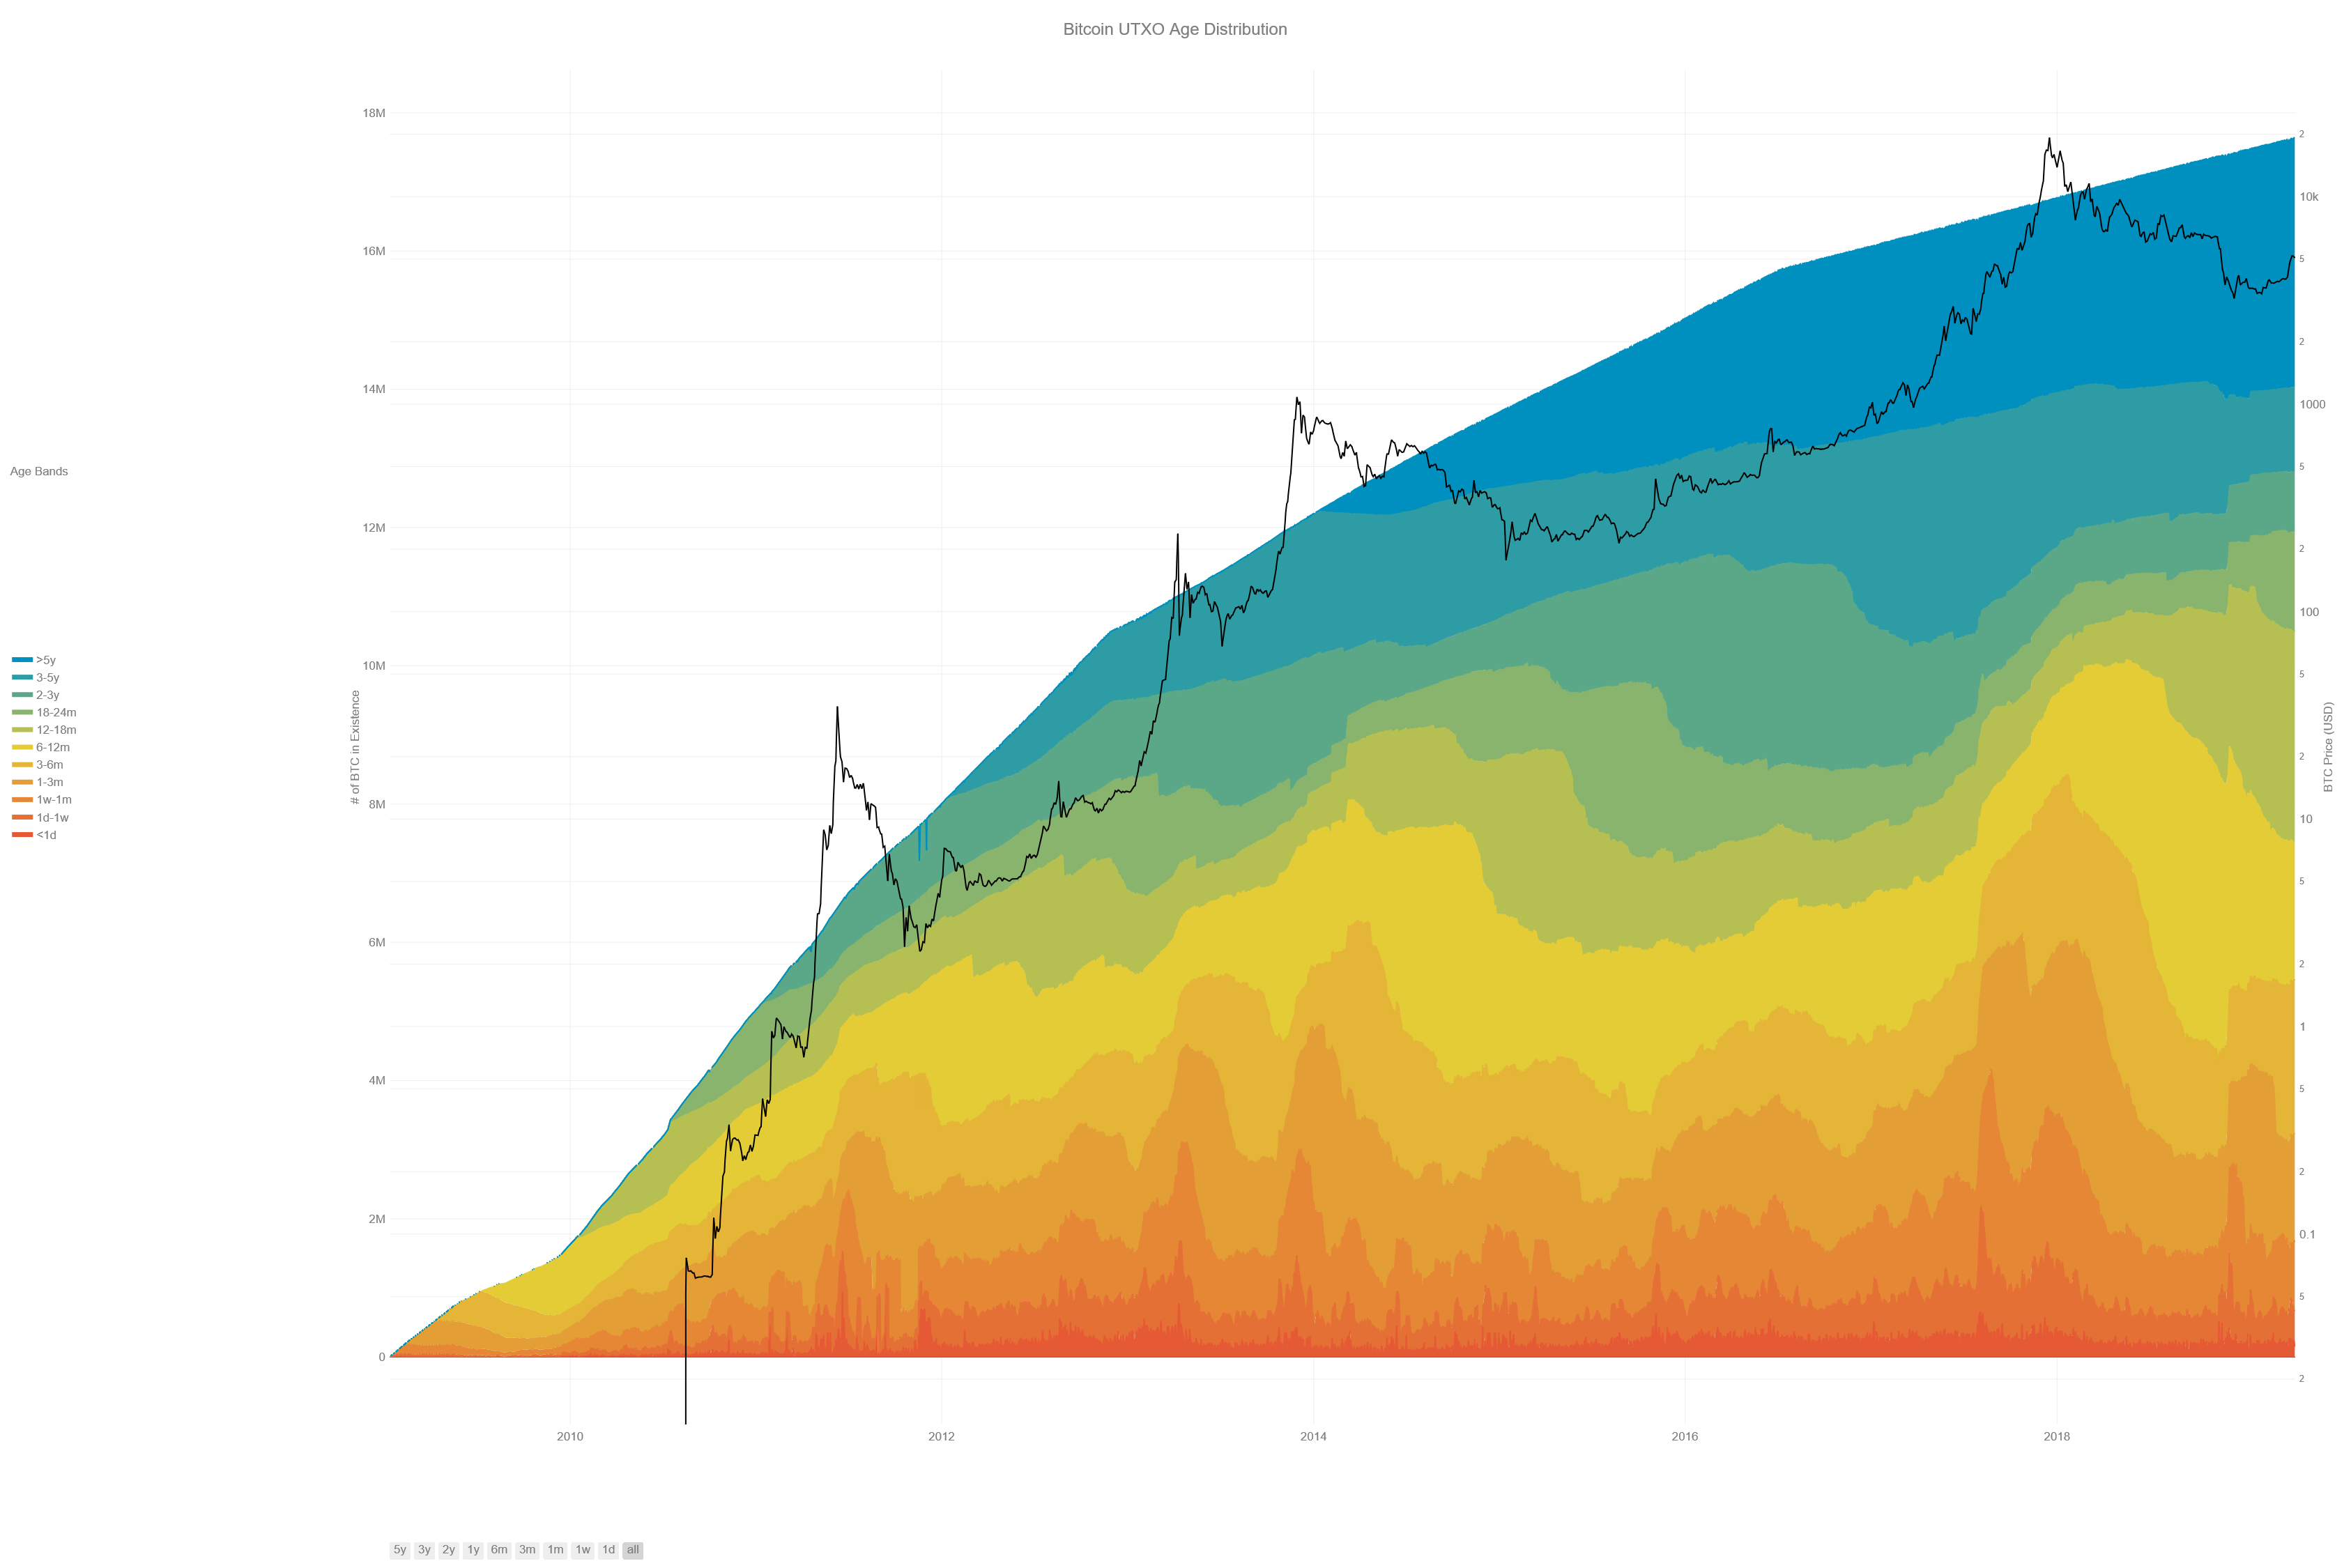 Bitcoin UTXO Age Distribution
Age Bands
>5y
3-5y
2-3y
18-24m
12-18m
6-12m
3-6m
1-3m
1w-1m
1d-1w
<1d
# of BTC in Existence
18M
16M
14M
12M
10M
8M
6M
4M
2M
0
2
10k
5
2
1000
5
2
100
5
2
10
5
2
1
5
2
0.1
5
2
BTC Price (USD)
2010 2012 2014 2016 2018
5y 3y 2y 1y 6m 3m 1m 1w 1d all